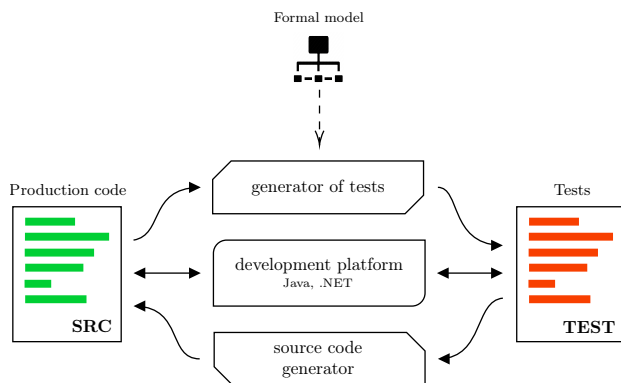 Formal model
generator of tests
Production code
Tests
development platform
Java, .NET
SRC
TEST
source code
generator